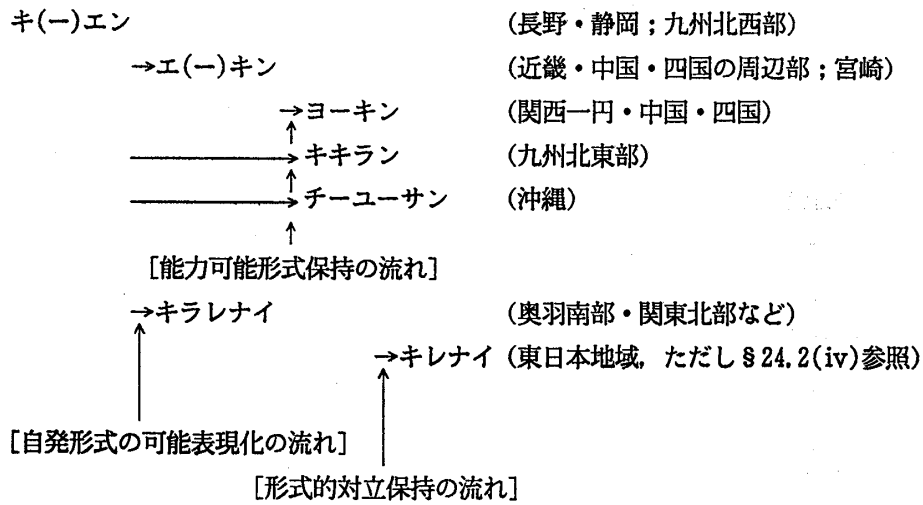 キ(ー)エン (長野・静岡;九州北西部)
→エ(ー)キン (近畿・中国・四国の周辺部;宮崎)
→ヨーキン (関西一円・中国・四国)
キキラン (九州北東部)
チーユーサン (沖縄)
[能力可能形式保持の流れ]
→キラレナイ (奥羽南部・関東北部など)
→キレナイ (東日本地域,ただし§24.2(iv)参照)
[自発形式の可能表現化の流れ]
[形式的対立保持の流れ]